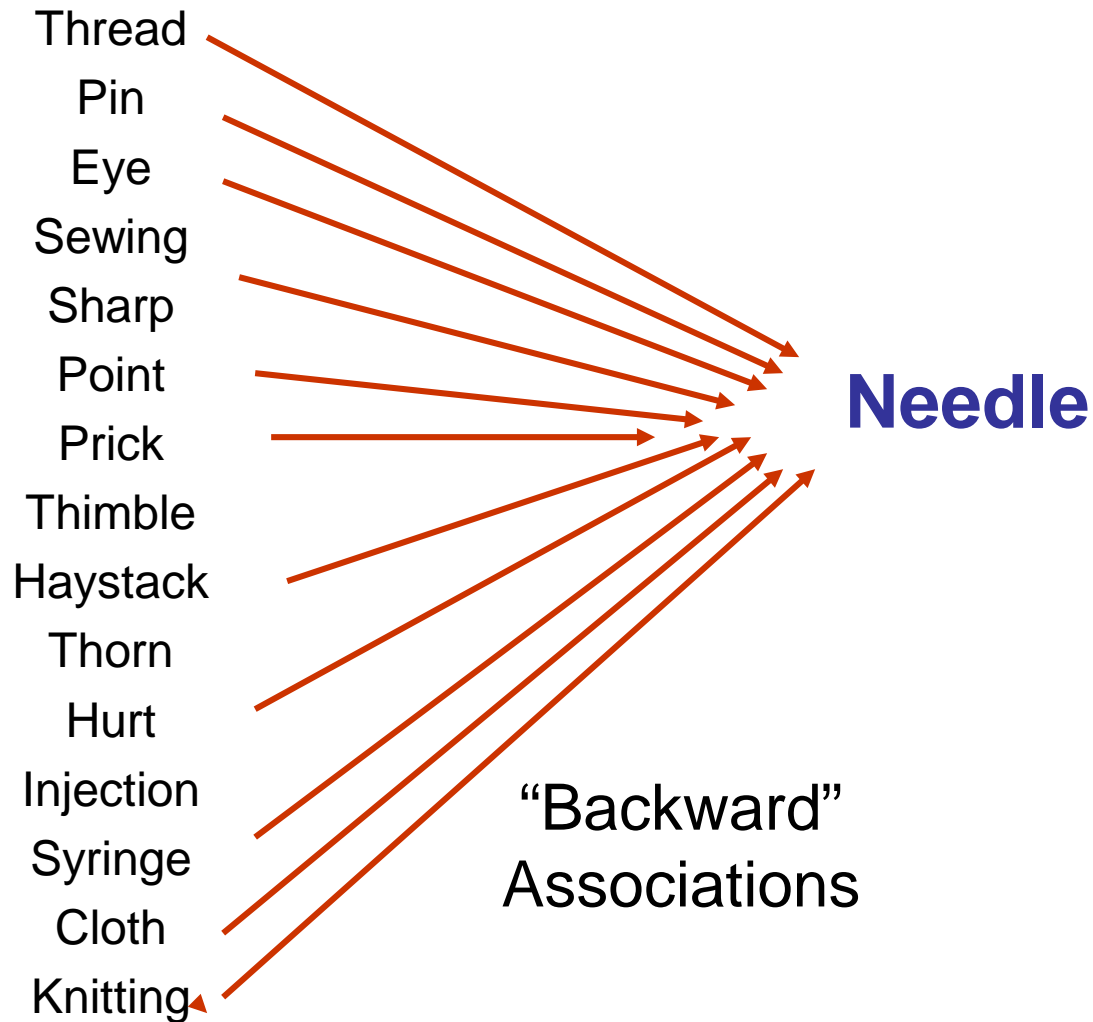 Thread
Pin
Eye
Sewing
Sharp
Point
Prick
Thimble
Haystack
Thorn
Hurt
Injection
Syringe
Cloth
Knitting
Needle
“Backward”
Associations